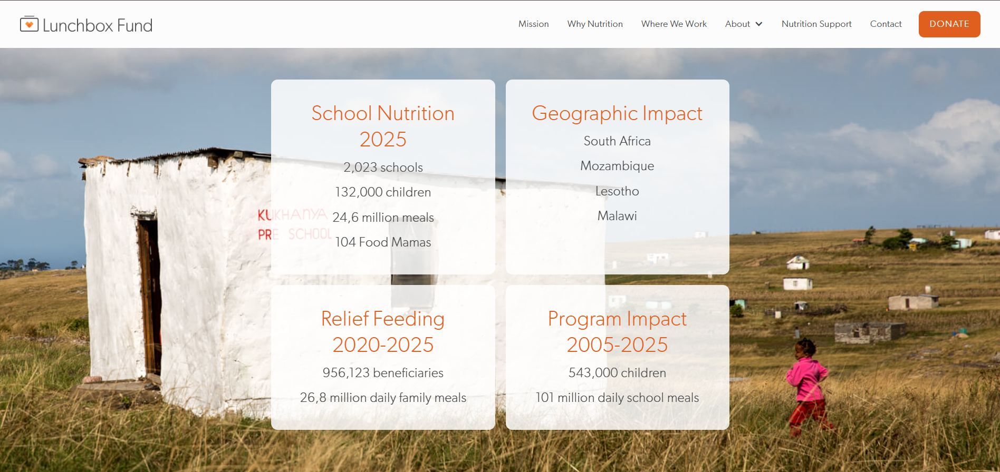 Lunchbox Fund
Mission
Why Nutrition
Where We Work
About
Nutrition Support
Contact
DONATE
School Nutrition
2025
2,023 schools
132,000 children
24,6 million meals
104 Food Mamas
Geographic Impact
South Africa
Mozambique
Lesotho
Malawi
KUKHANYA
PRE SCHOOL
Relief Feeding
2020-2025
956,123 beneficiaries
26,8 million daily family meals
Program Impact
2005-2025
543,000 children
101 million daily school meals